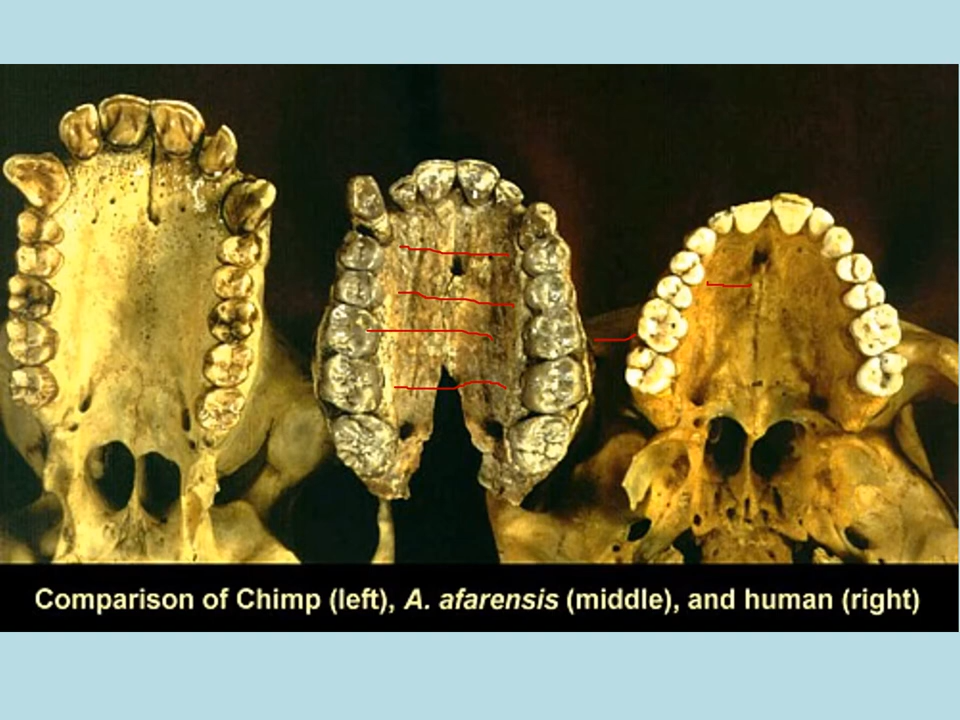 Comparison of Chimp (left), A. afarensis (middle), and human (right)